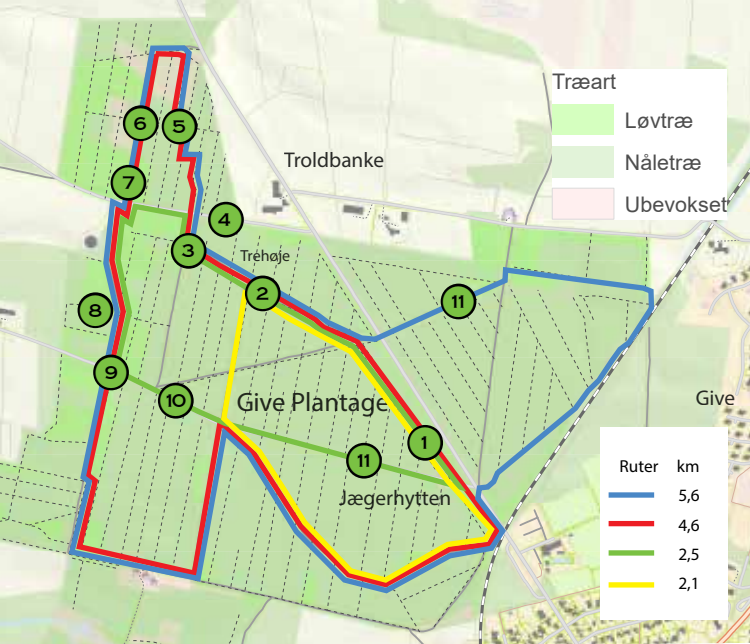 Træart
Løvtræ
Nåletræ
Ubevokset
Troldbanke
6
5
7
4
3
Trehøje
2
11
8
9
10
Give Plantage
Give
1
11
Jægerhytten
Ruter km
5,6
4,6
2,5
2,1